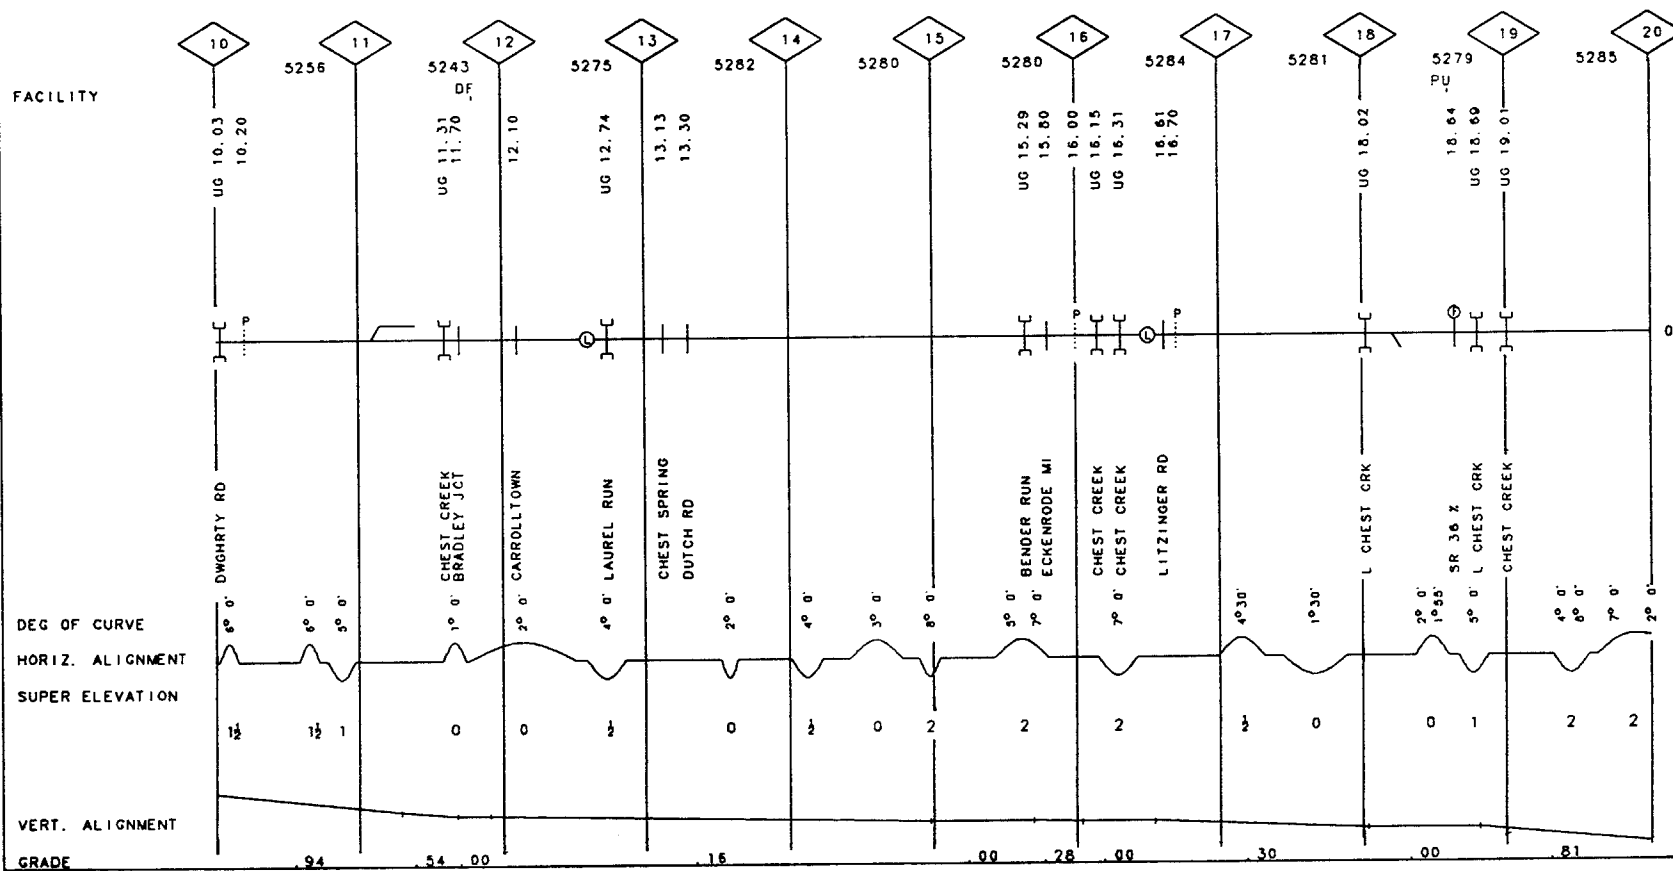 10 11 12 13 14 15 16 17 18 19 20
5256 5243 5275 5282 5280 5280 5284 5281 5279 5285
DF PU
FACILITY
UG 10.03
10.20
UG 11.31
11.70
12.10
UG 12.74
13.13
13.30
UG 15.29
15.80
16.00
UG 16.15
UG 16.31
16.61
16.70
UG 18.02
18.64
UG 18.69
UG 19.01
P L P L P P
0
DWGHRTY RD
CHEST CREEK
BRADLEY JCT
CARROLLTOWN
LAUREL RUN
CHEST SPRING
DUTCH RD
BENDER RUN
ECKENRODE MI
CHEST CREEK
CHEST CREEK
LITZINGER RD
L CHEST CRK
SR 36 %
L CHEST CRK
CHEST CREEK
DEG OF CURVE 6° 0' 6° 0' 5° 0' 1° 0' 2° 0' 4° 0' 2° 0' 4° 0' 3° 0' 8° 0' 5° 0' 7° 0' 7° 0' 4° 30' 1° 30' 2° 0' 1° 55' 5° 0' 4° 0' 8° 0' 7° 0' 2° 0'
HORIZ. ALIGNMENT
SUPER ELEVATION
1½ 1½ 1 0 0 ½ 0 ½ 0 2 2 2 ½ 0 0 1 2 2
VERT. ALIGNMENT
GRADE .94 .54 .00 .16 .00 .28 .00 .30 .00 .81